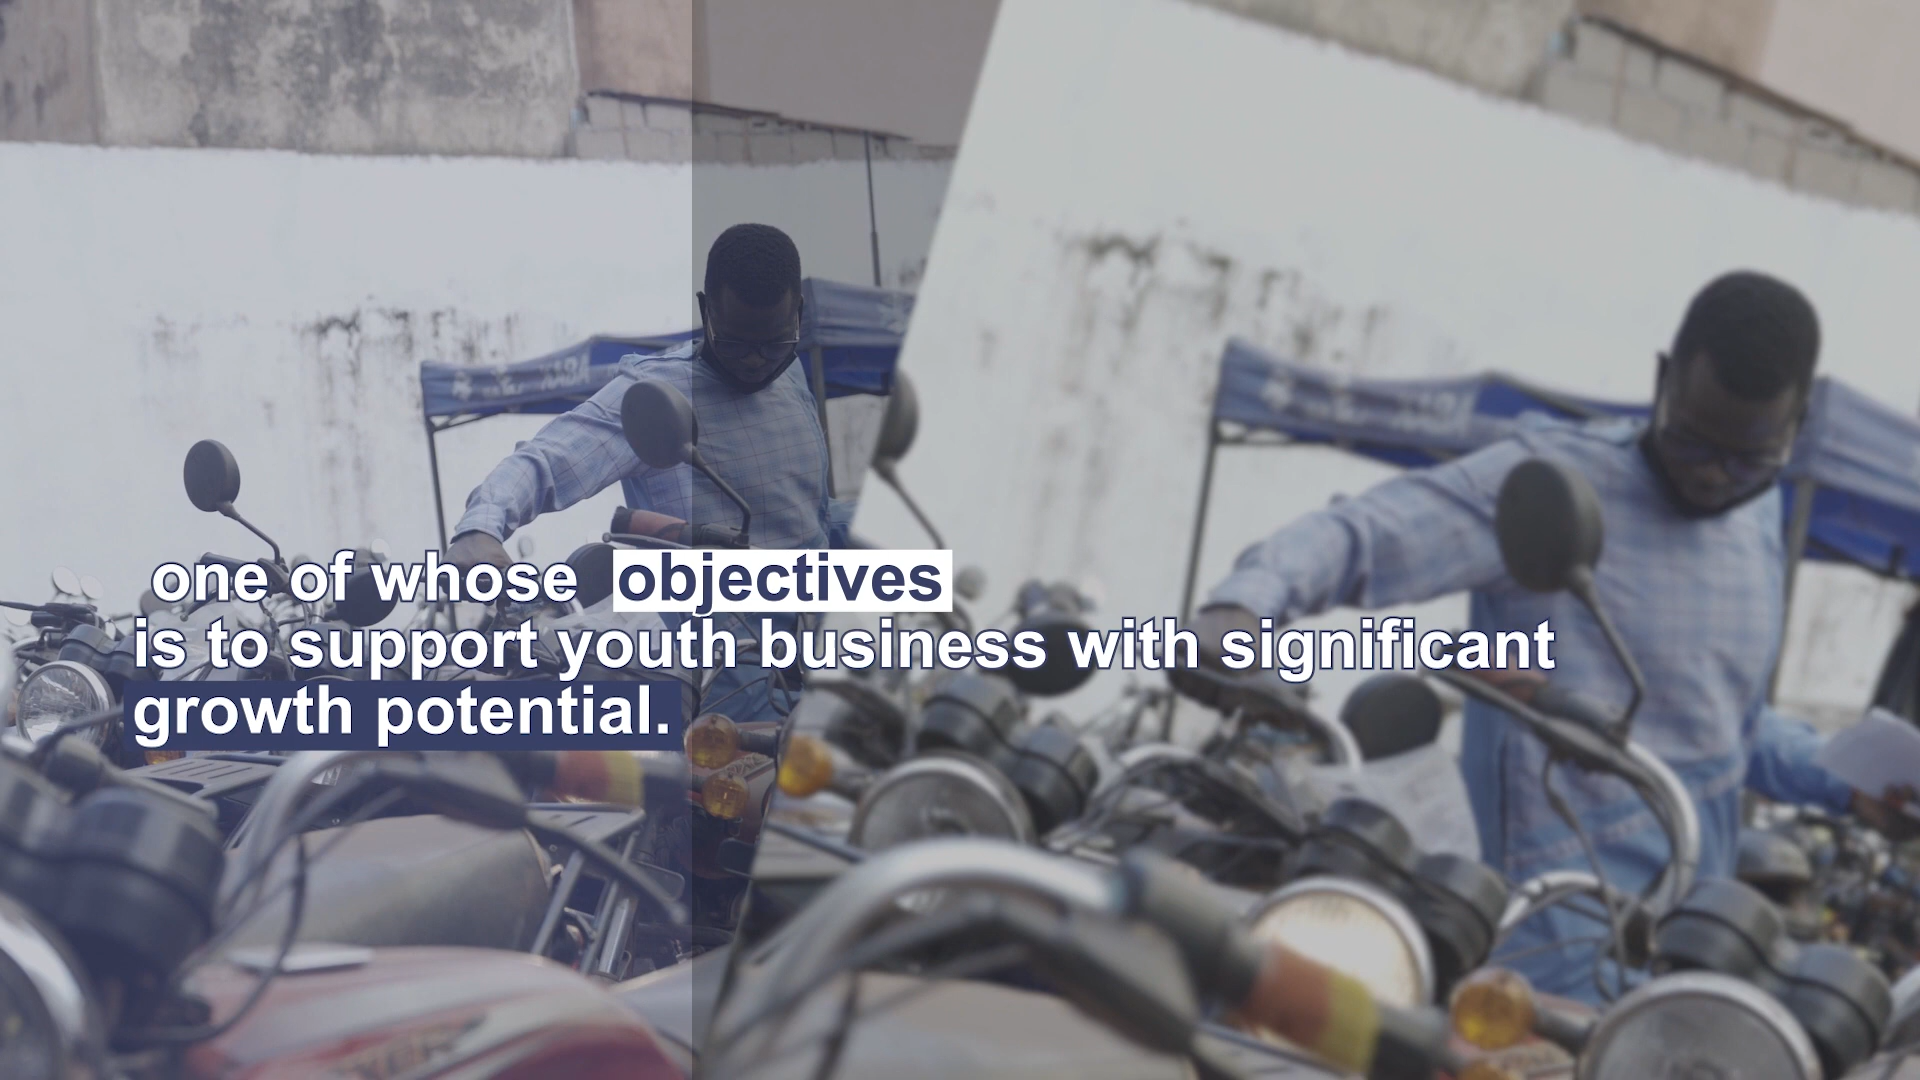 one of whose objectives
is to support youth business with significant
growth potential.